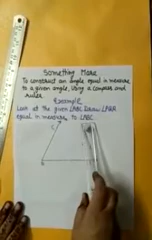 Something More
To construct an angle equal in measure
to a given angle, using a compass and
ruler.
Example
Look at the given ∠ABC. Draw ∠PQR
equal in measure to ∠ABC
C